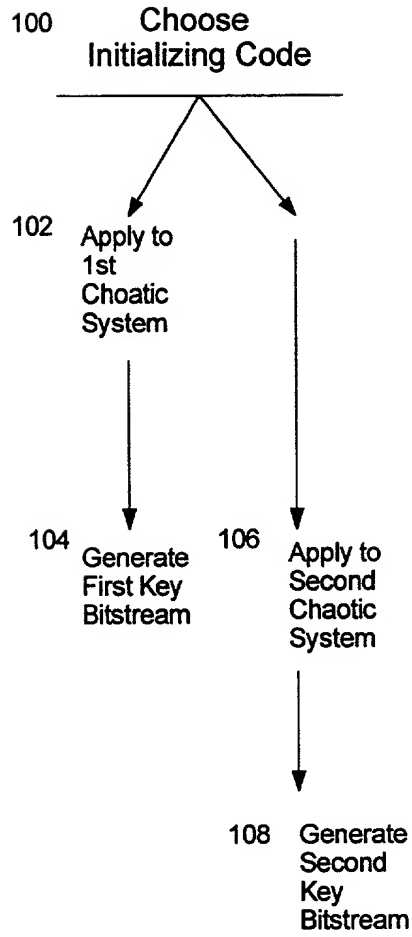 100 Choose
Initializing Code
102 Apply to
1st
Choatic
System
104 Generate
First Key
Bitstream
106 Apply to
Second
Chaotic
System
108 Generate
Second
Key
Bitstream